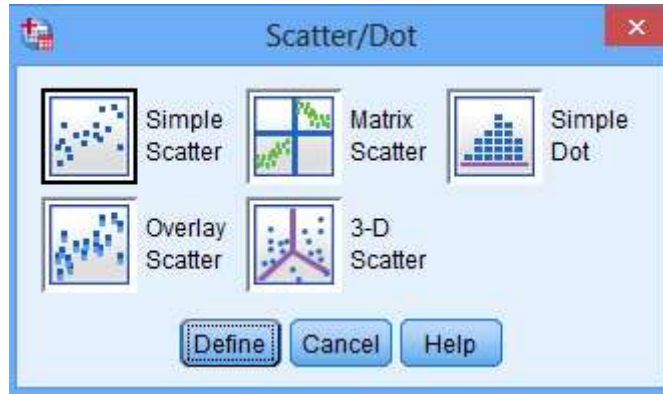 Scatter/Dot
Simple
Scatter
Matrix
Scatter
Simple
Dot
Overlay
Scatter
3-D
Scatter
Define
Cancel
Help